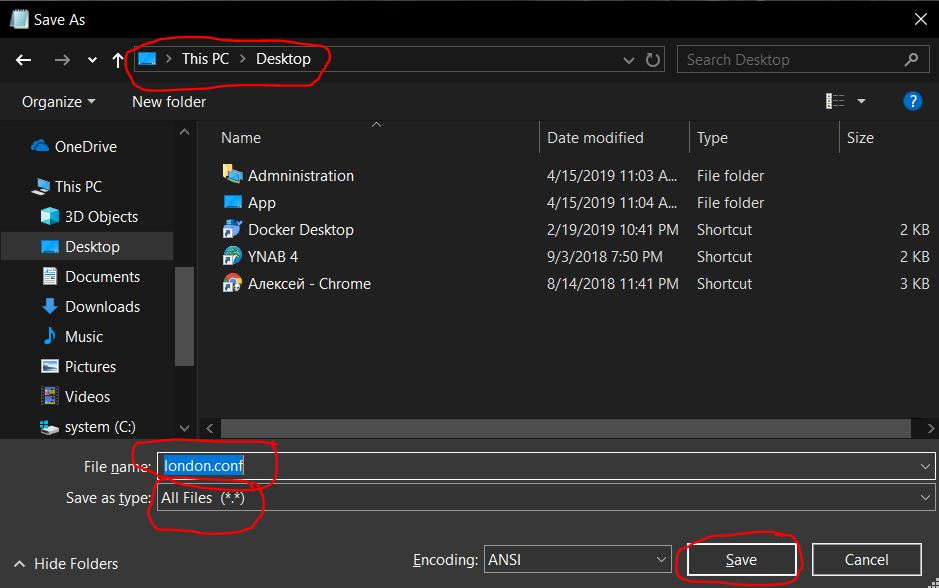 Save As
This PC > Desktop
Search Desktop
Organize
New folder
?
Name
Date modified
Type
Size
OneDrive
This PC
3D Objects
Desktop
Documents
Downloads
Music
Pictures
Videos
system (C:)
Admninistration 4/15/2019 11:03 A... File folder
App 4/15/2019 11:04 A... File folder
Docker Desktop 2/19/2019 10:41 PM Shortcut 2 KB
YNAB 4 9/3/2018 7:50 PM Shortcut 2 KB
Алексей - Chrome 8/14/2018 11:41 PM Shortcut 3 KB
File name: london.conf
Save as type: All Files (*.*)
Hide Folders
Encoding: ANSI
Save
Cancel